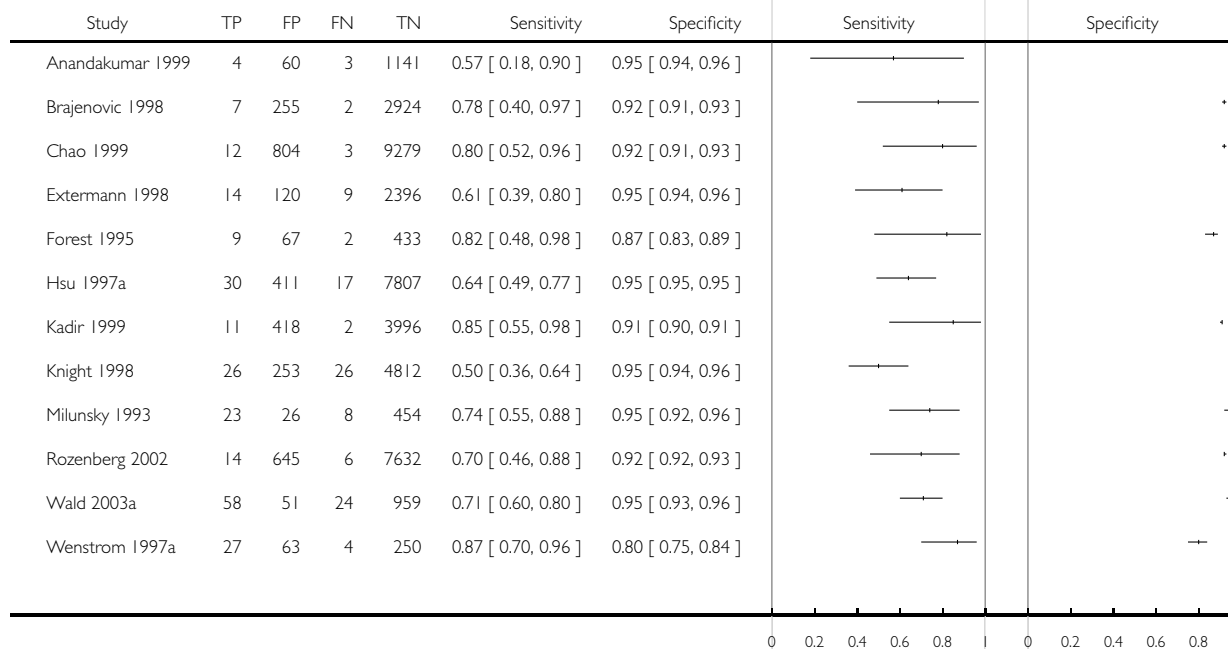 Study TP FP FN TN Sensitivity Specificity Sensitivity Specificity
Anandakumar 1999 4 60 3 1141 0.57 [ 0.18, 0.90 ] 0.95 [ 0.94, 0.96 ]
Brajenovic 1998 7 255 2 2924 0.78 [ 0.40, 0.97 ] 0.92 [ 0.91, 0.93 ]
Chao 1999 12 804 3 9279 0.80 [ 0.52, 0.96 ] 0.92 [ 0.91, 0.93 ]
Extermann 1998 14 120 9 2396 0.61 [ 0.39, 0.80 ] 0.95 [ 0.94, 0.96 ]
Forest 1995 9 67 2 433 0.82 [ 0.48, 0.98 ] 0.87 [ 0.83, 0.89 ]
Hsu 1997a 30 411 17 7807 0.64 [ 0.49, 0.77 ] 0.95 [ 0.95, 0.95 ]
Kadir 1999 11 418 2 3996 0.85 [ 0.55, 0.98 ] 0.91 [ 0.90, 0.91 ]
Knight 1998 26 253 26 4812 0.50 [ 0.36, 0.64 ] 0.95 [ 0.94, 0.96 ]
Milunsky 1993 23 26 8 454 0.74 [ 0.55, 0.88 ] 0.95 [ 0.92, 0.96 ]
Rozenberg 2002 14 645 6 7632 0.70 [ 0.46, 0.88 ] 0.92 [ 0.92, 0.93 ]
Wald 2003a 58 51 24 959 0.71 [ 0.60, 0.80 ] 0.95 [ 0.93, 0.96 ]
Wenstrom 1997a 27 63 4 250 0.87 [ 0.70, 0.96 ] 0.80 [ 0.75, 0.84 ]
0 0.2 0.4 0.6 0.8 1 0 0.2 0.4 0.6 0.8